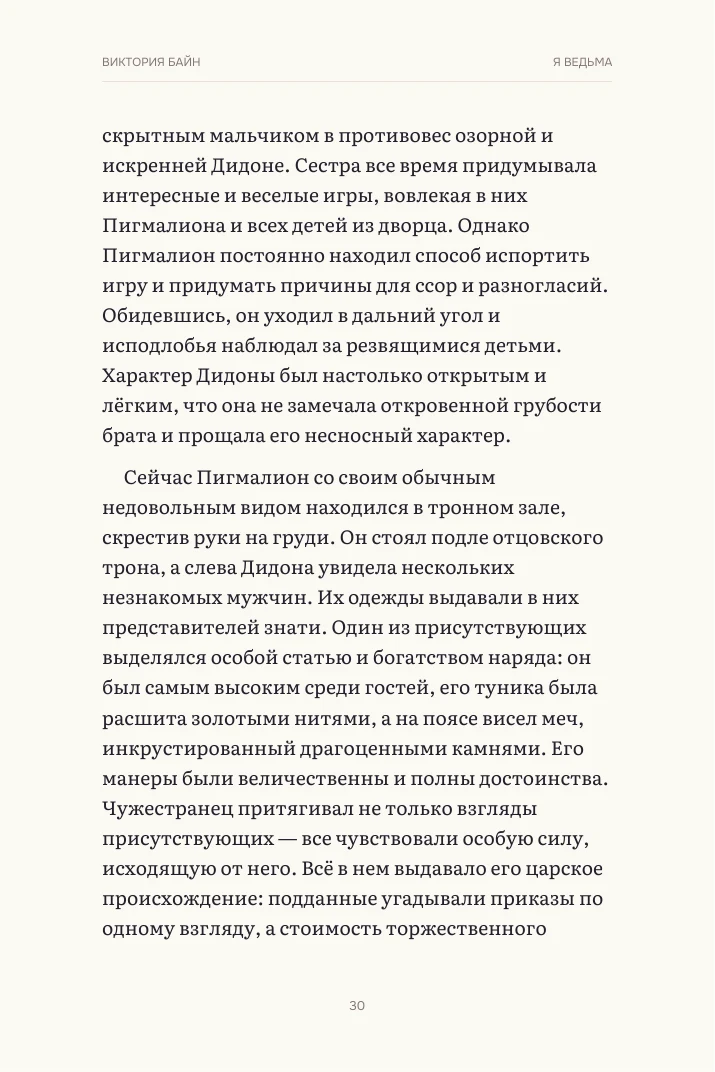 ВИКТОРИЯ БАЙН
Я ВЕДЬМА
скрытным мальчиком в противовес озорной и
искренней Дидоне. Сестра все время придумывала
интересные и веселые игры, вовлекая в них
Пигмалиона и всех детей из дворца. Однако
Пигмалион постоянно находил способ испортить
игру и придумать причины для ссор и разногласий.
Обидевшись, он уходил в дальний угол и
исподлобья наблюдал за резвящимися детьми.
Характер Дидоны был настолько открытым и
лёгким, что она не замечала откровенной грубости
брата и прощала его несносный характер.
Сейчас Пигмалион со своим обычным
недовольным видом находился в тронном зале,
скрестив руки на груди. Он стоял подле отцовского
трона, а слева Дидона увидела нескольких
незнакомых мужчин. Их одежды выдавали в них
представителей знати. Один из присутствующих
выделялся особой статью и богатством наряда: он
был самым высоким среди гостей, его туника была
расшита золотыми нитями, а на поясе висел меч,
инкрустированный драгоценными камнями. Его
манеры были величественны и полны достоинства.
Чужестранец притягивал не только взгляды
присутствующих — все чувствовали особую силу,
исходящую от него. Всё в нем выдавало его царское
происхождение: подданные угадывали приказы по
одному взгляду, а стоимость торжественного
30